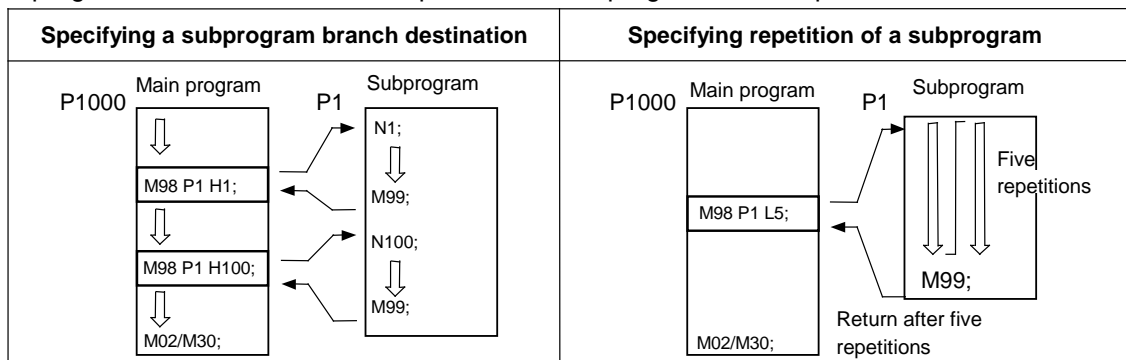 Specifying a subprogram branch destination
Specifying repetition of a subprogram
Main program
Subprogram
P1000
P1
N1;
M98 P1 H1;
M99;
N100;
M98 P1 H100;
M99;
M02/M30;
Main program
Subprogram
P1000
P1
Five
repetitions
M98 P1 L5;
M99;
Return after five
repetitions
M02/M30;